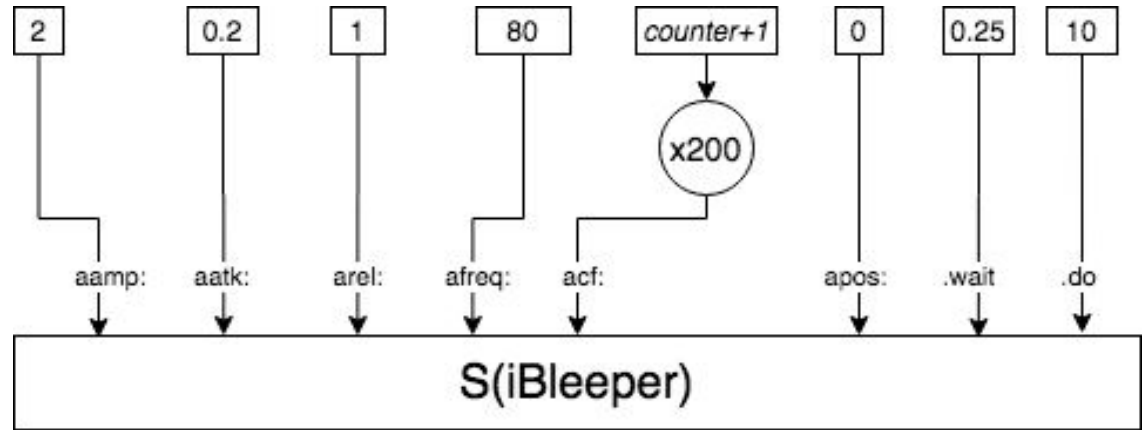 2 0.2 1 80 counter+1 0 0.25 10
x200
aamp: aatk: arel: afreq: acf: apos: .wait .do
S(iBleeper)